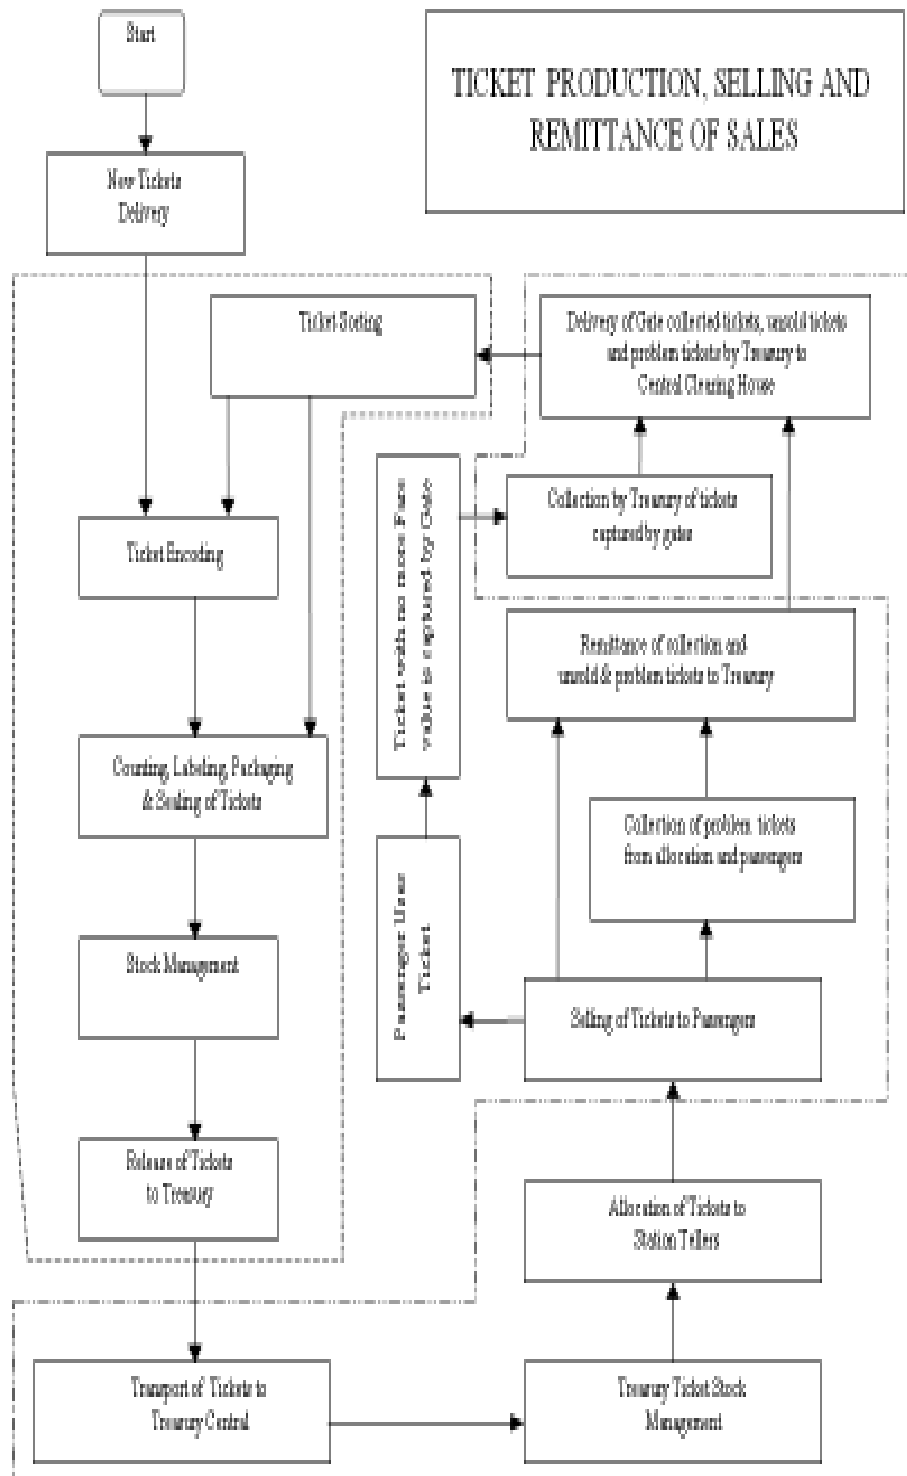 Start
TICKET PRODUCTION, SELLING AND
REMITTANCE OF SALES
New Tickets
Delivery
Ticket Sorting
Delivery of Gate collected tickets, unsold tickets
and problem tickets by Treasury to
Central Clearing House
Ticket with no more Fare
value is captured by Gate
Collection by Treasury of tickets
captured by gates
Ticket Encoding
Remittance of collection and
unsold & problem tickets to Treasury
Counting, Labeling, Packaging
& Sealing of Tickets
Collection of problem tickets
from allocation and passengers
Passenger Uses
Ticket
Stock Management
Selling of Tickets to Passengers
Release of Tickets
to Treasury
Allocation of Tickets to
Station Tellers
Transport of Tickets to
Treasury Central
Treasury Ticket Stock
Management